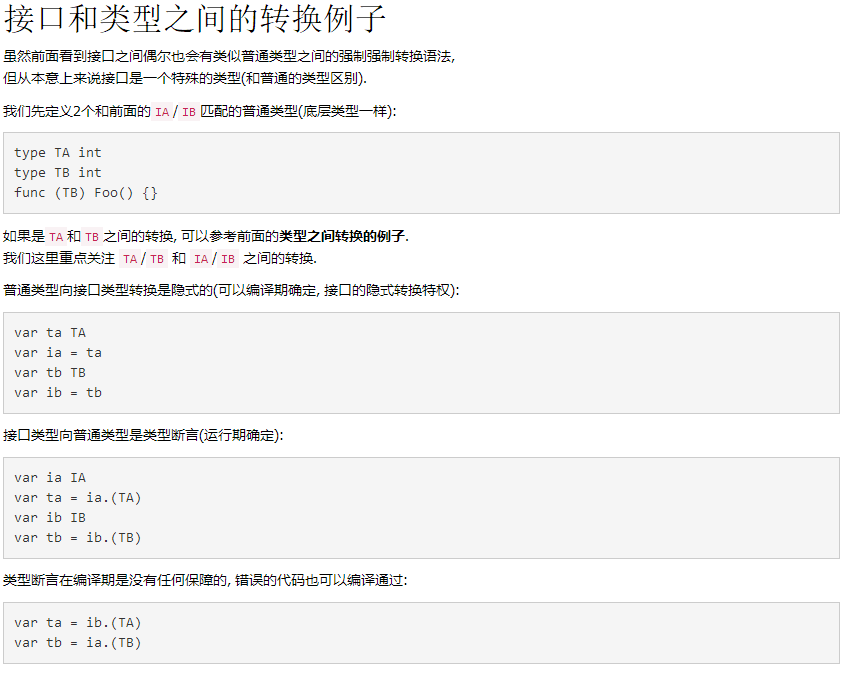 接口和类型之间的转换例子
虽然前面看到接口之间偶尔也会有类似普通类型之间的强制强制转换语法,
但从本意上来说接口是一个特殊的类型(和普通的类型区别).
我们先定义2个和前面的 IA / IB 匹配的普通类型(底层类型一样):
type TA int
type TB int
func (TB) Foo() {}
如果是 TA 和 TB 之间的转换, 可以参考前面的类型之间转换的例子.
我们这里重点关注 TA / TB 和 IA / IB 之间的转换.
普通类型向接口类型转换是隐式的(可以编译期确定, 接口的隐式转换特权):
var ta TA
var ia = ta
var tb TB
var ib = tb
接口类型向普通类型是类型断言(运行期确定):
var ia IA
var ta = ia.(TA)
var ib IB
var tb = ib.(TB)
类型断言在编译期是没有任何保障的, 错误的代码也可以编译通过:
var ta = ib.(TA)
var tb = ia.(TB)